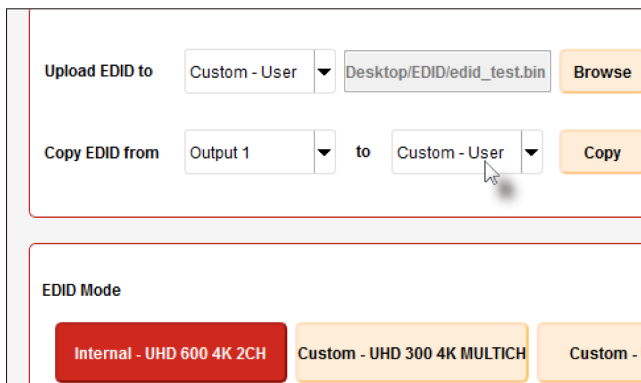 Upload EDID to Custom - User Desktop/EDID/edid_test.bin Browse
Copy EDID from Output 1 to Custom - User Copy
EDID Mode
Internal - UHD 600 4K 2CH Custom - UHD 300 4K MULTICH Custom -